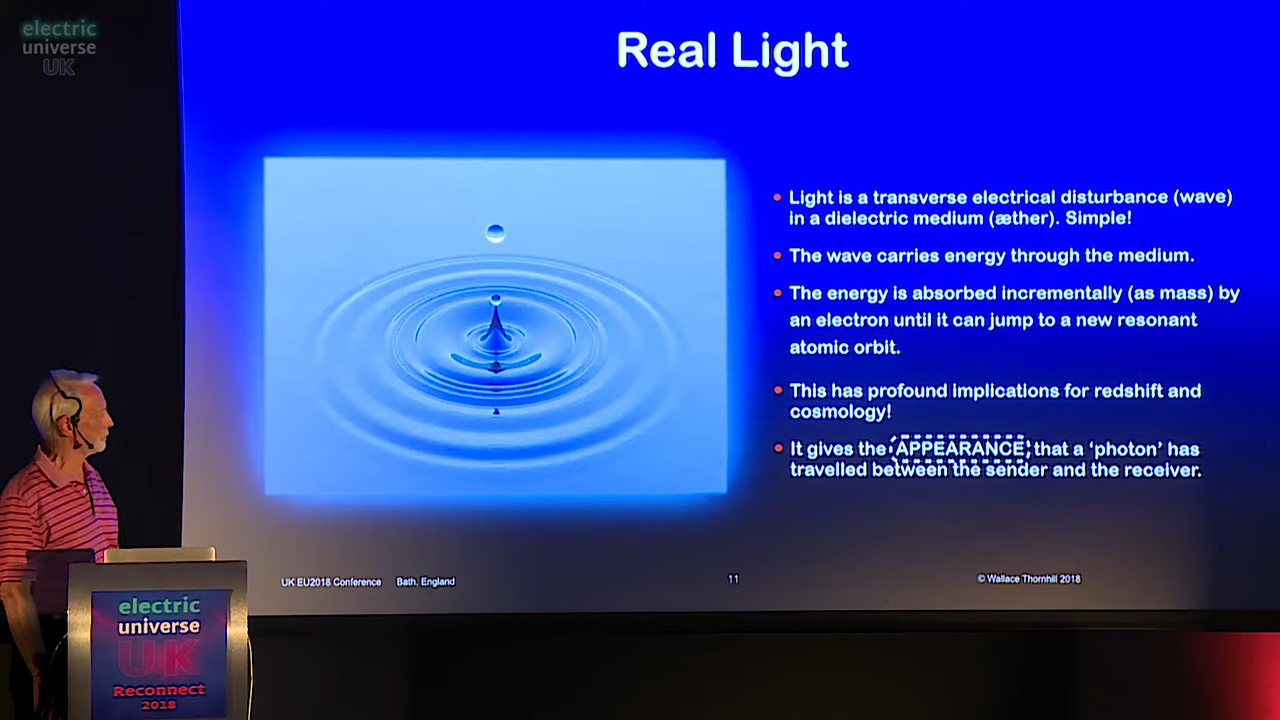 electric
universe
UK
Real Light
• Light is a transverse electrical disturbance (wave)
in a dielectric medium (æther). Simple!
• The wave carries energy through the medium.
• The energy is absorbed incrementally (as mass) by
an electron until it can jump to a new resonant
atomic orbit.
• This has profound implications for redshift and
cosmology!
• It gives the APPEARANCE, that a ‘photon’ has
travelled between the sender and the receiver.
UK EU2018 Conference Bath, England 11 © Wallace Thornhill 2018
electric
universe
UK
Reconnect
2018